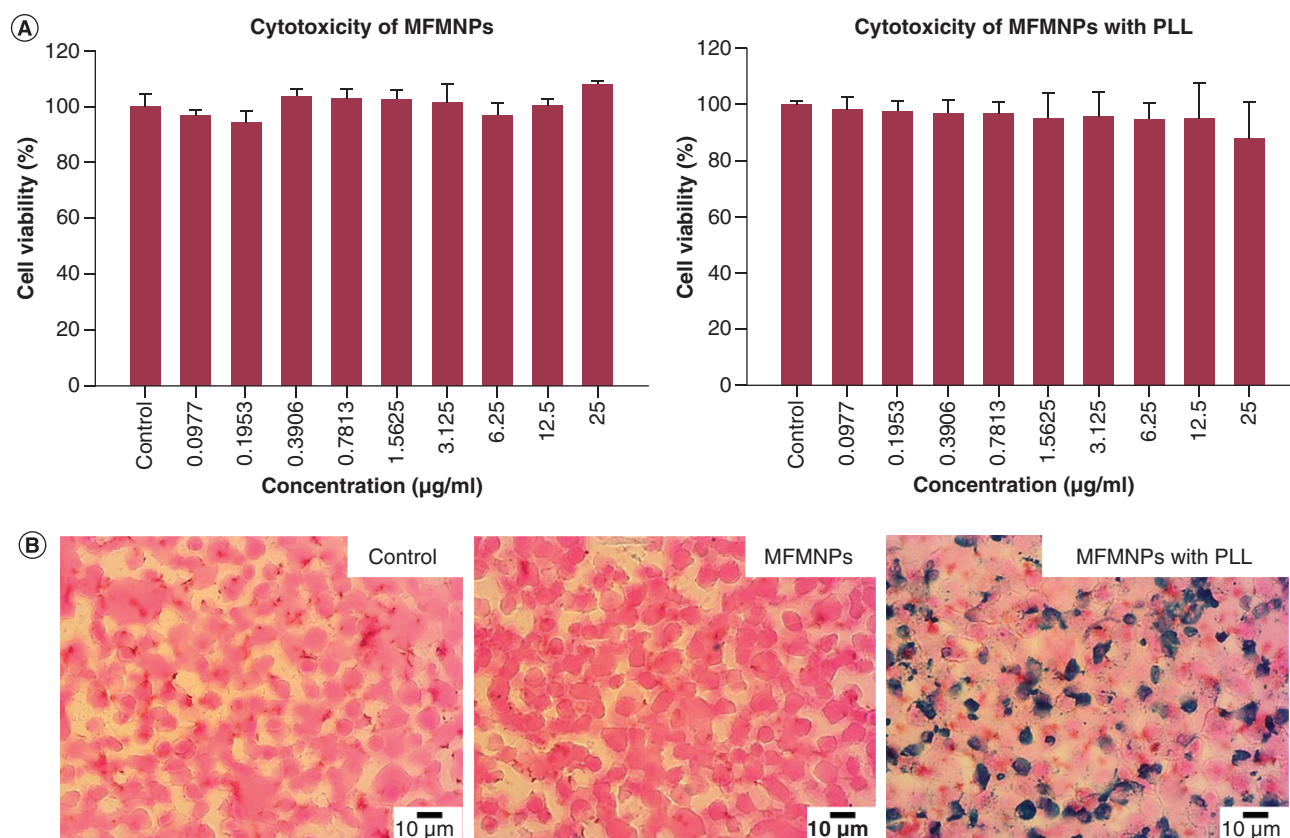 A
Cytotoxicity of MFMNPs
Cell viability (%)
120
100
80
60
40
20
0
Control
0.0977
0.1953
0.3906
0.7813
1.5625
3.125
6.25
12.5
25
Concentration (µg/ml)
Cytotoxicity of MFMNPs with PLL
Cell viability (%)
120
100
80
60
40
20
0
Control
0.0977
0.1953
0.3906
0.7813
1.5625
3.125
6.25
12.5
25
Concentration (µg/ml)
B
Control
10 µm
MFMNPs
10 µm
MFMNPs with PLL
10 µm